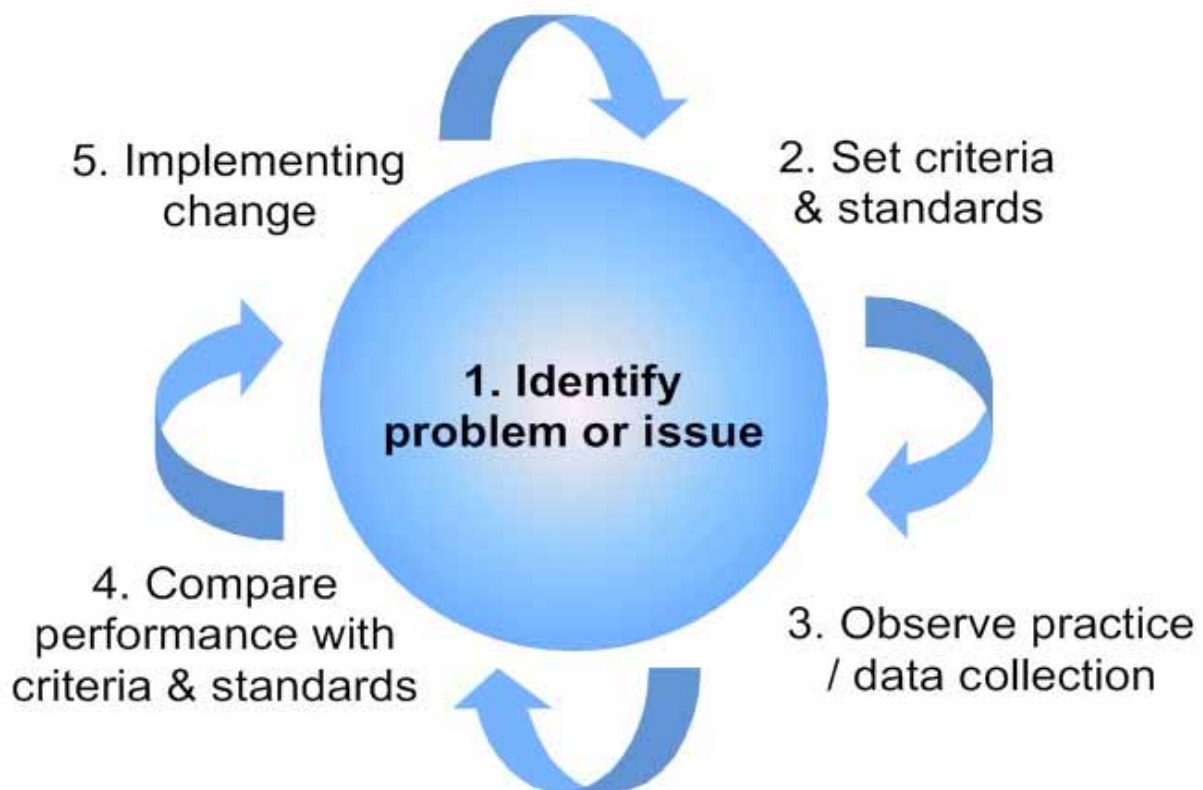 1. Identify
problem or issue
2. Set criteria
& standards
3. Observe practice
/ data collection
4. Compare
performance with
criteria & standards
5. Implementing
change